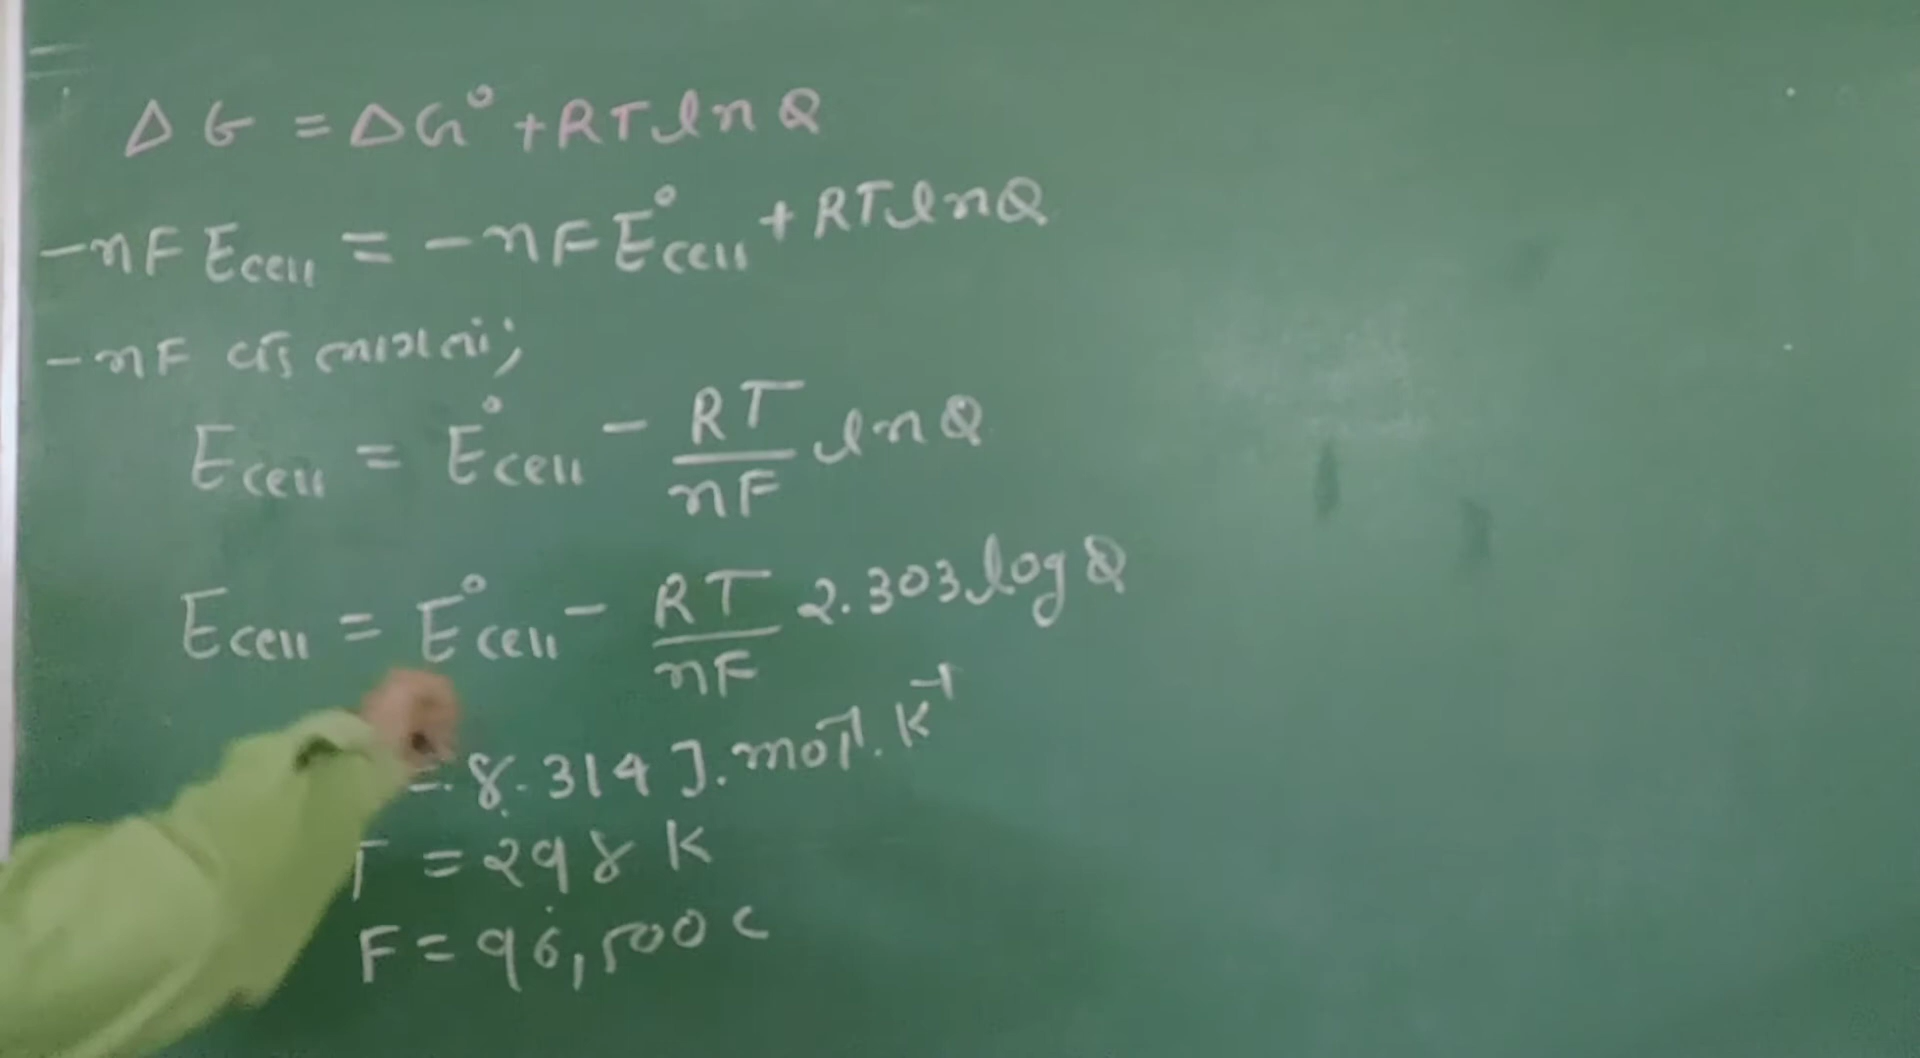 ΔG = ΔG° + RT ln Q
-nF Ecell = -nF E°cell + RT ln Q
-nF વડે ભાગતાં;
Ecell = E°cell - RT/nF ln Q
Ecell = E°cell - RT/nF 2.303 log Q
= 8.314 J. mol⁻¹. K⁻¹
T = 298 K
F = 96,500 C